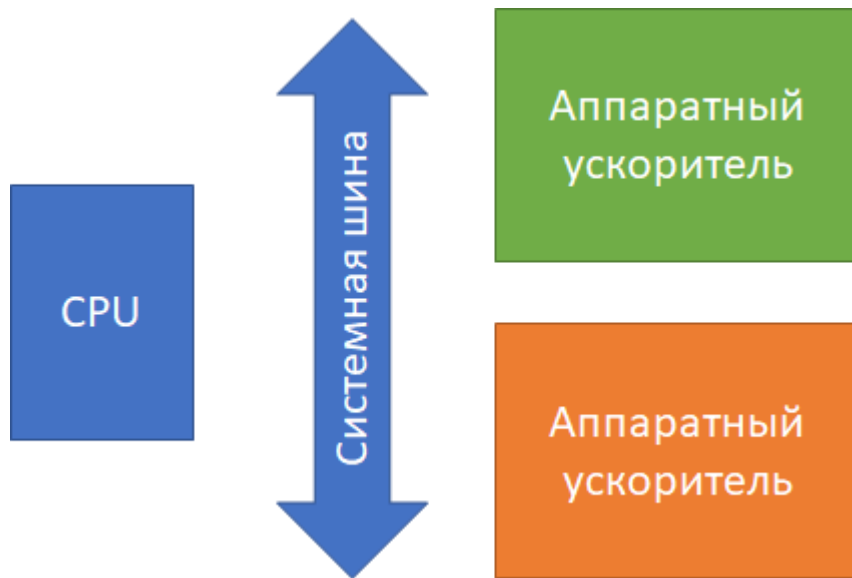 CPU
Системная шина
Аппаратный
ускоритель
Аппаратный
ускоритель